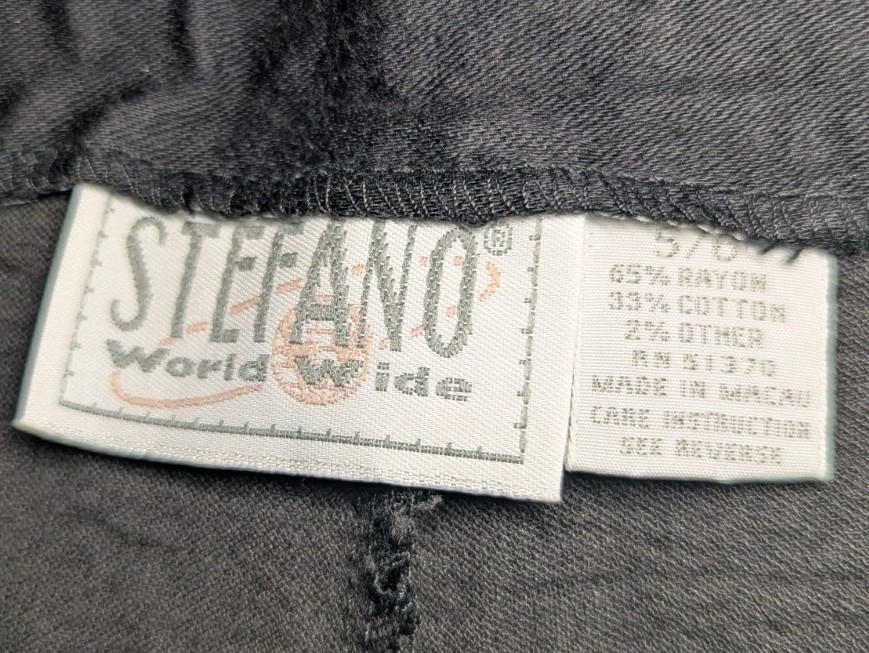 STEFANO®
World Wide
5/6
65% RAYON
33% COTTON
2% OTHER
RN 51370
MADE IN MACAU
CARE INSTRUCTION
SEE REVERSE